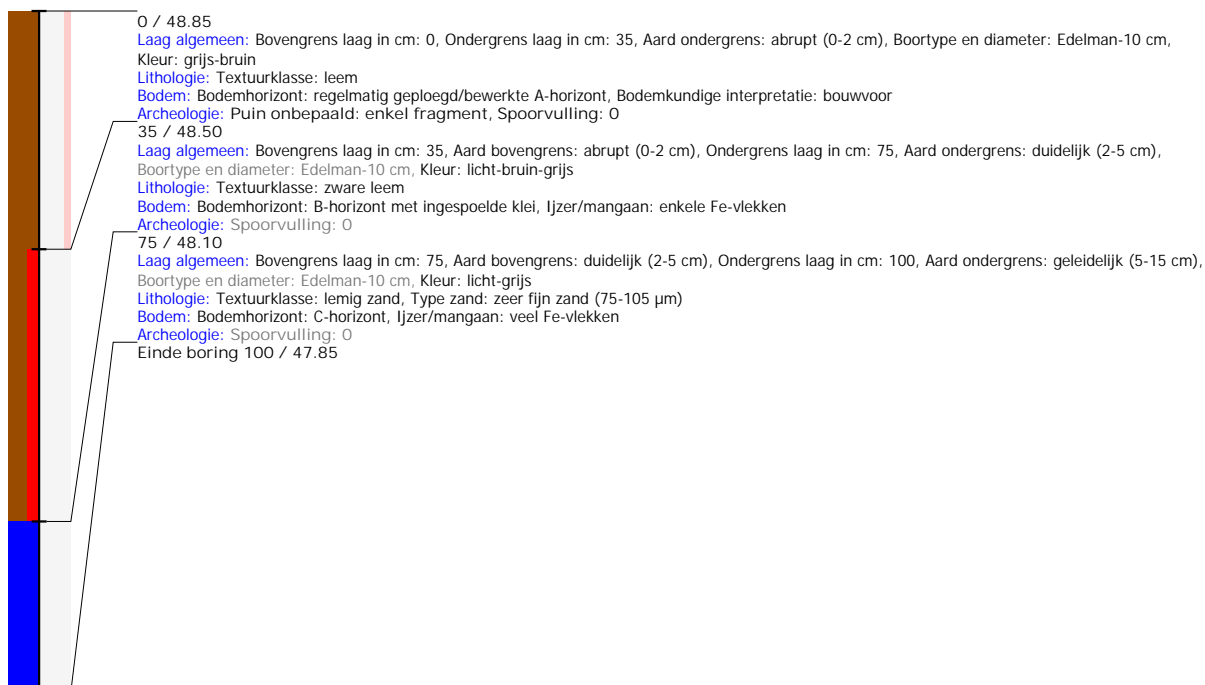 0 / 48.85
Laag algemeen: Bovengrens laag in cm: 0, Ondergrens laag in cm: 35, Aard ondergrens: abrupt (0-2 cm), Boortype en diameter: Edelman-10 cm,
Kleur: grijs-bruin
Lithologie: Textuurklasse: leem
Bodem: Bodemhorizont: regelmatig geploegd/bewerkte A-horizont, Bodemkundige interpretatie: bouwvoor
Archeologie: Puin onbepaald: enkel fragment, Spoorvulling: 0
35 / 48.50
Laag algemeen: Bovengrens laag in cm: 35, Aard bovengrens: abrupt (0-2 cm), Ondergrens laag in cm: 75, Aard ondergrens: duidelijk (2-5 cm),
Boortype en diameter: Edelman-10 cm, Kleur: licht-bruin-grijs
Lithologie: Textuurklasse: zware leem
Bodem: Bodemhorizont: B-horizont met ingespoelde klei, Ijzer/mangaan: enkele Fe-vlekken
Archeologie: Spoorvulling: 0
75 / 48.10
Laag algemeen: Bovengrens laag in cm: 75, Aard bovengrens: duidelijk (2-5 cm), Ondergrens laag in cm: 100, Aard ondergrens: geleidelijk (5-15 cm),
Boortype en diameter: Edelman-10 cm, Kleur: licht-grijs
Lithologie: Textuurklasse: lemig zand, Type zand: zeer fijn zand (75-105 µm)
Bodem: Bodemhorizont: C-horizont, Ijzer/mangaan: veel Fe-vlekken
Archeologie: Spoorvulling: 0
Einde boring 100 / 47.85